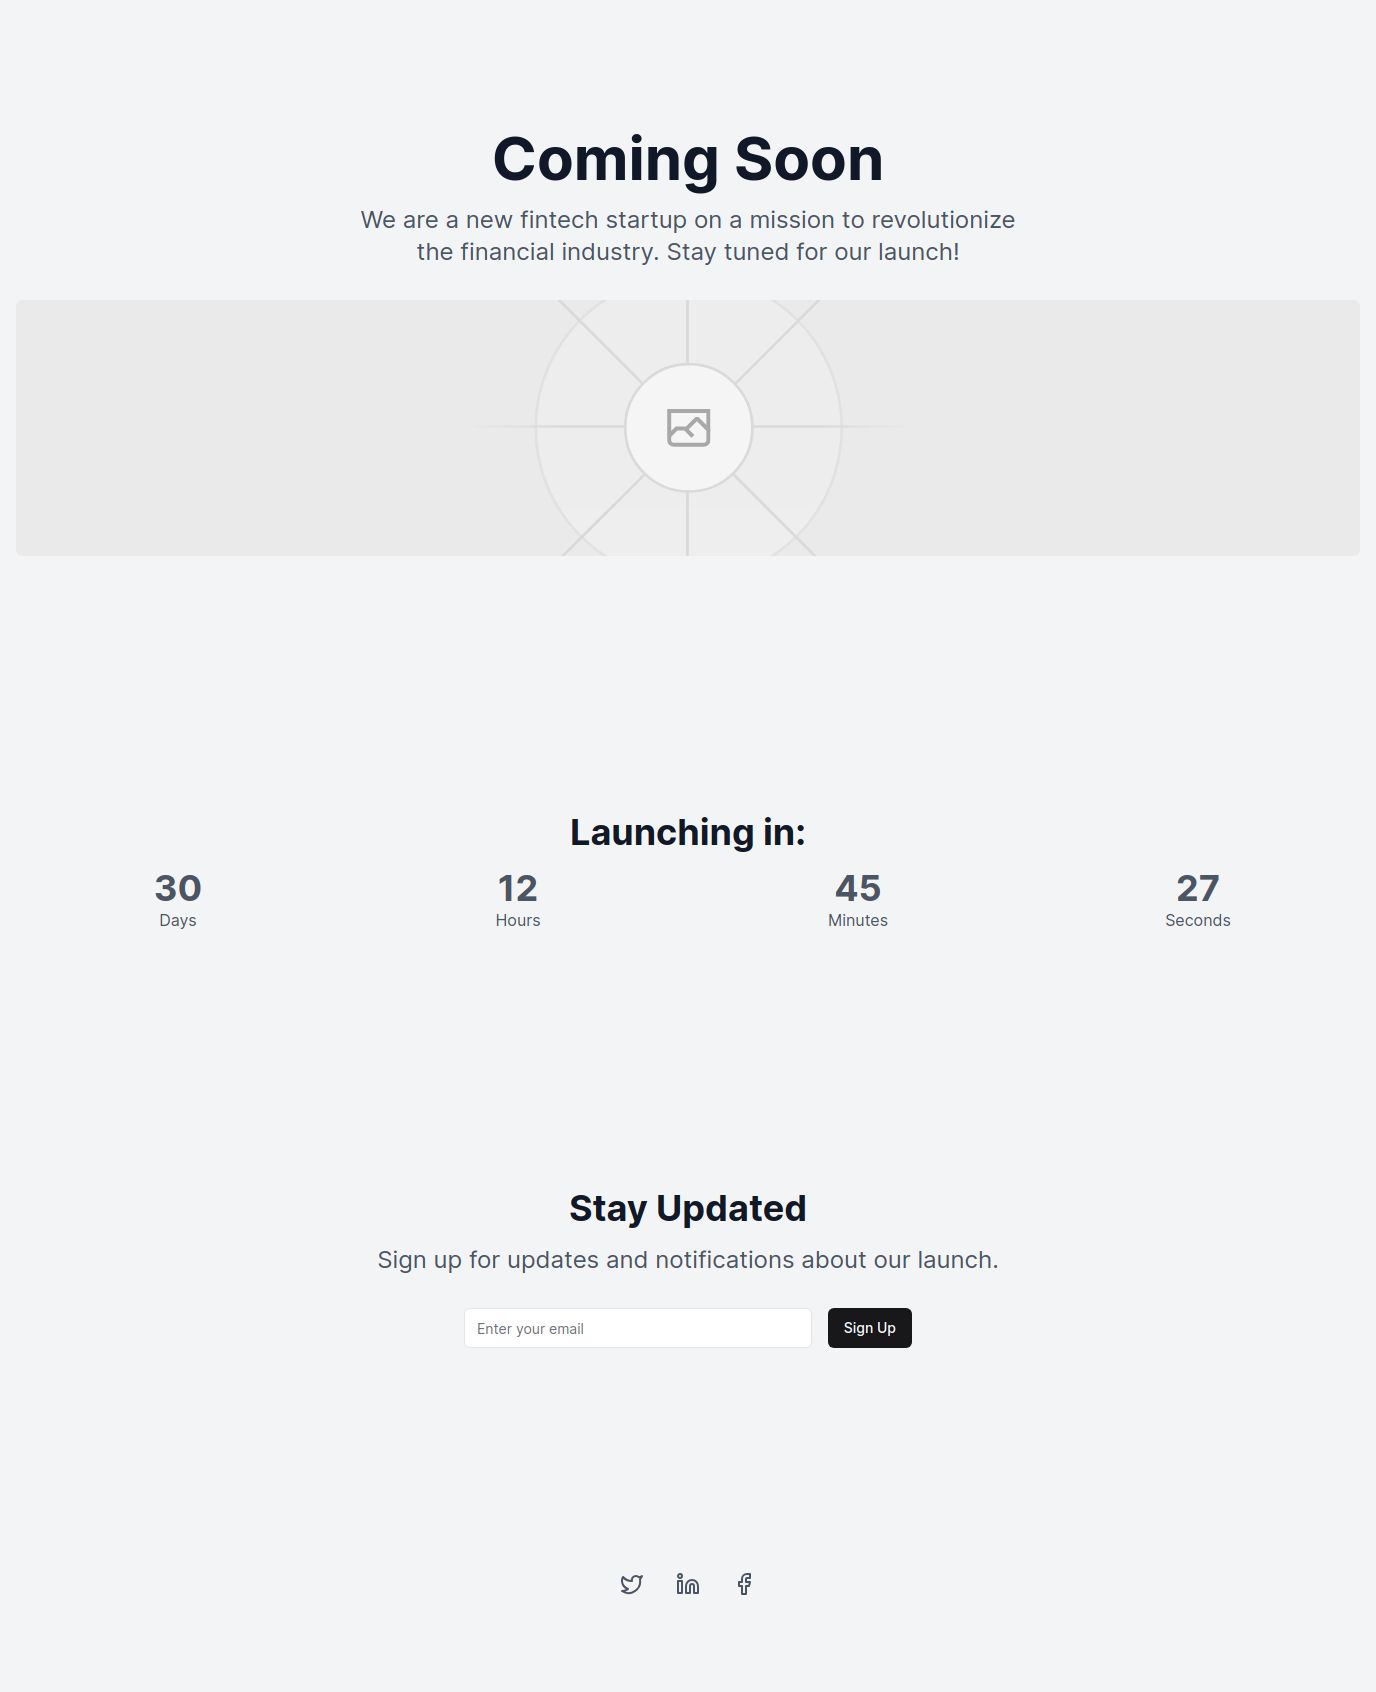 Coming Soon
We are a new fintech startup on a mission to revolutionize
the financial industry. Stay tuned for our launch!
Launching in:
30 12 45 27
Days Hours Minutes Seconds
Stay Updated
Sign up for updates and notifications about our launch.
Enter your email Sign Up